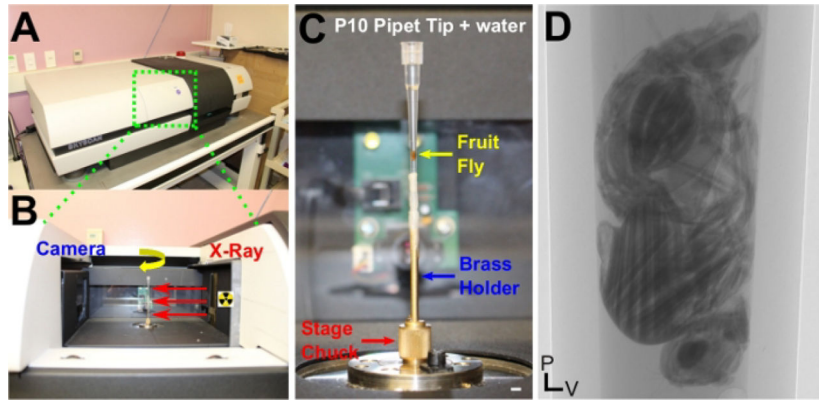 A
SKYSCAN
B
Camera
X-Ray
C
P10 Pipet Tip + water
Fruit
Fly
Brass
Holder
Stage
Chuck
D
P
V